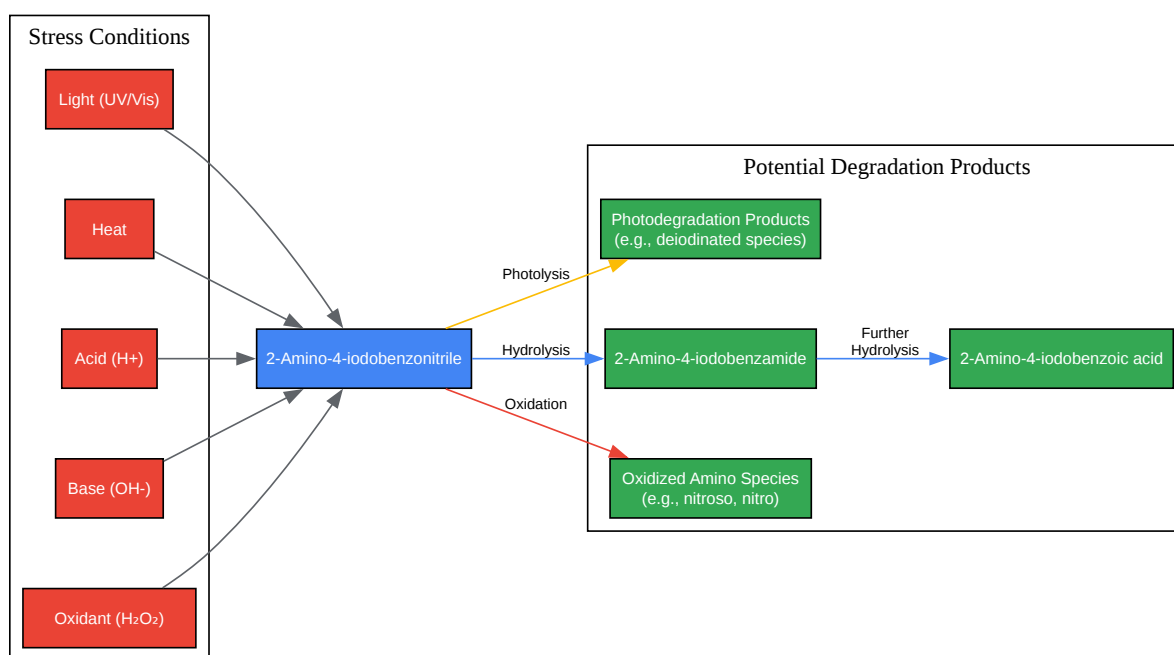 Stress Conditions
Light (UV/Vis)
Heat
Acid (H+)
Base (OH-)
Oxidant (H₂O₂)
2-Amino-4-iodobenzonitrile
Photolysis
Hydrolysis
Oxidation
Potential Degradation Products
Photodegradation Products
(e.g., deiodinated species)
2-Amino-4-iodobenzamide
Further
Hydrolysis
2-Amino-4-iodobenzoic acid
Oxidized Amino Species
(e.g., nitroso, nitro)